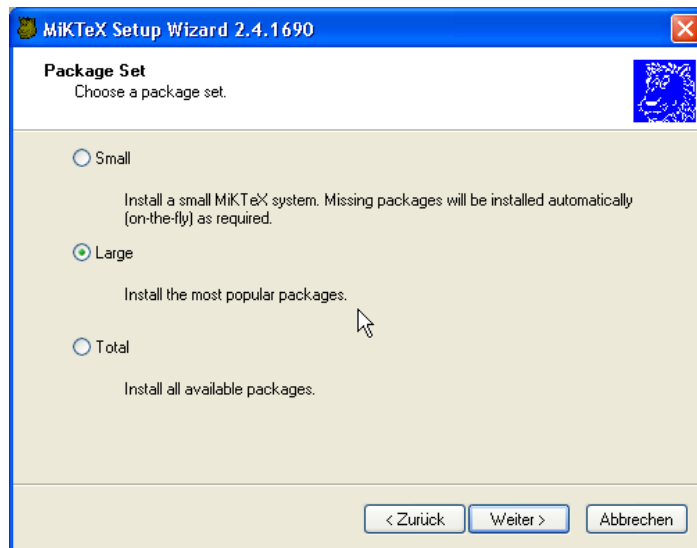 MiKTeX Setup Wizard 2.4.1690
Package Set
Choose a package set.
Small
Install a small MiKTeX system. Missing packages will be installed automatically
(on-the-fly) as required.
Large
Install the most popular packages.
Total
Install all available packages.
< Zurück
Weiter >
Abbrechen